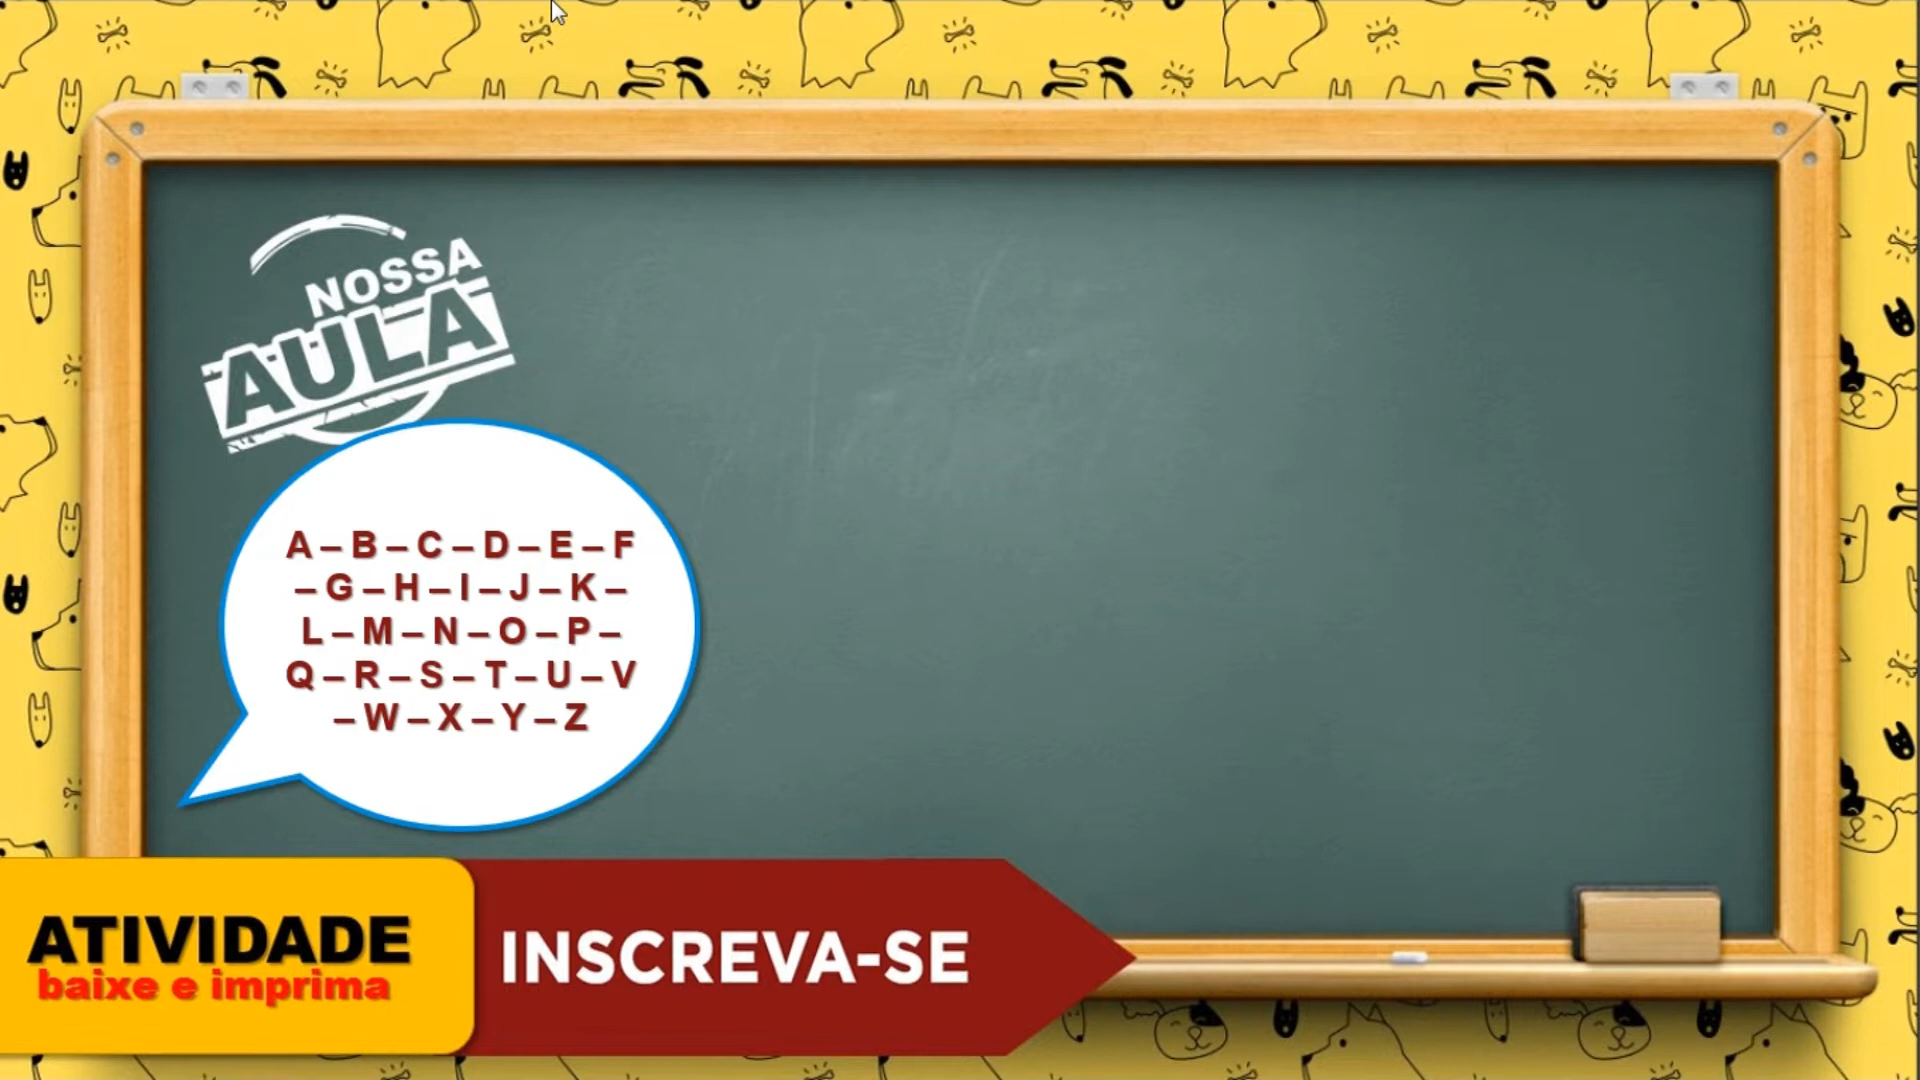 NOSSA
AULA
A – B – C – D – E – F
– G – H – I – J – K –
L – M – N – O – P –
Q – R – S – T – U – V
– W – X – Y – Z
ATIVIDADE
baixe e imprima
INSCREVA-SE